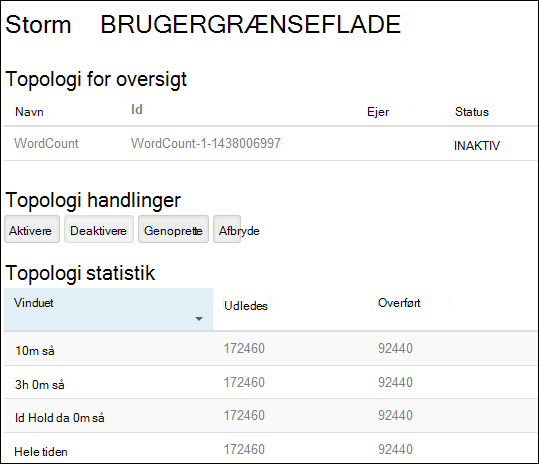 Storm BRUGERGRÆNSEFLADE
Topologi for oversigt
Navn Id Ejer Status
WordCount WordCount-1-1438006997 INAKTIV
Topologi handlinger
Aktivere Deaktivere Genoprette Afbryde
Topologi statistik
Vinduet Udledes Overført
10m så 172460 92440
3h 0m så 172460 92440
Id Hold da 0m så 172460 92440
Hele tiden 172460 92440